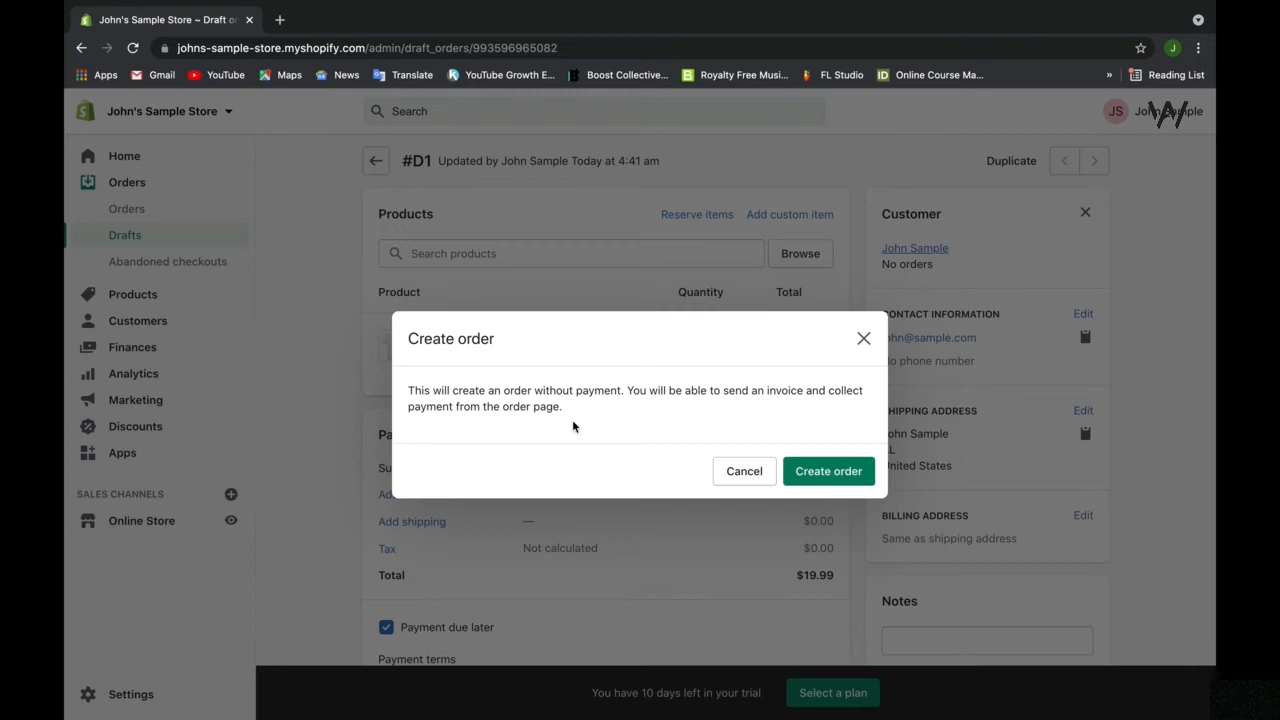 John's Sample Store ~ Draft or
johns-sample-store.myshopify.com/admin/draft_orders/993596965082
J
Apps
Gmail
YouTube
Maps
News
Translate
YouTube Growth E...
Boost Collective...
Royalty Free Musi...
FL Studio
Online Course Ma...
»
Reading List
John's Sample Store
Search
JS
John Sample
Home
Orders
Orders
Drafts
Abandoned checkouts
Products
Customers
Finances
Analytics
Marketing
Discounts
Apps
SALES CHANNELS
Online Store
Settings
#D1 Updated by John Sample Today at 4:41 am
Duplicate
Products
Reserve items
Add custom item
Search products
Browse
Product
Quantity
Total
Create order
This will create an order without payment. You will be able to send an invoice and collect
payment from the order page.
Cancel
Create order
Add shipping
—
$0.00
Tax
Not calculated
$0.00
Total
$19.99
Payment due later
Payment terms
Customer
John Sample
No orders
CONTACT INFORMATION
Edit
ohn@sample.com
No phone number
SHIPPING ADDRESS
Edit
John Sample
United States
BILLING ADDRESS
Edit
Same as shipping address
Notes
You have 10 days left in your trial
Select a plan